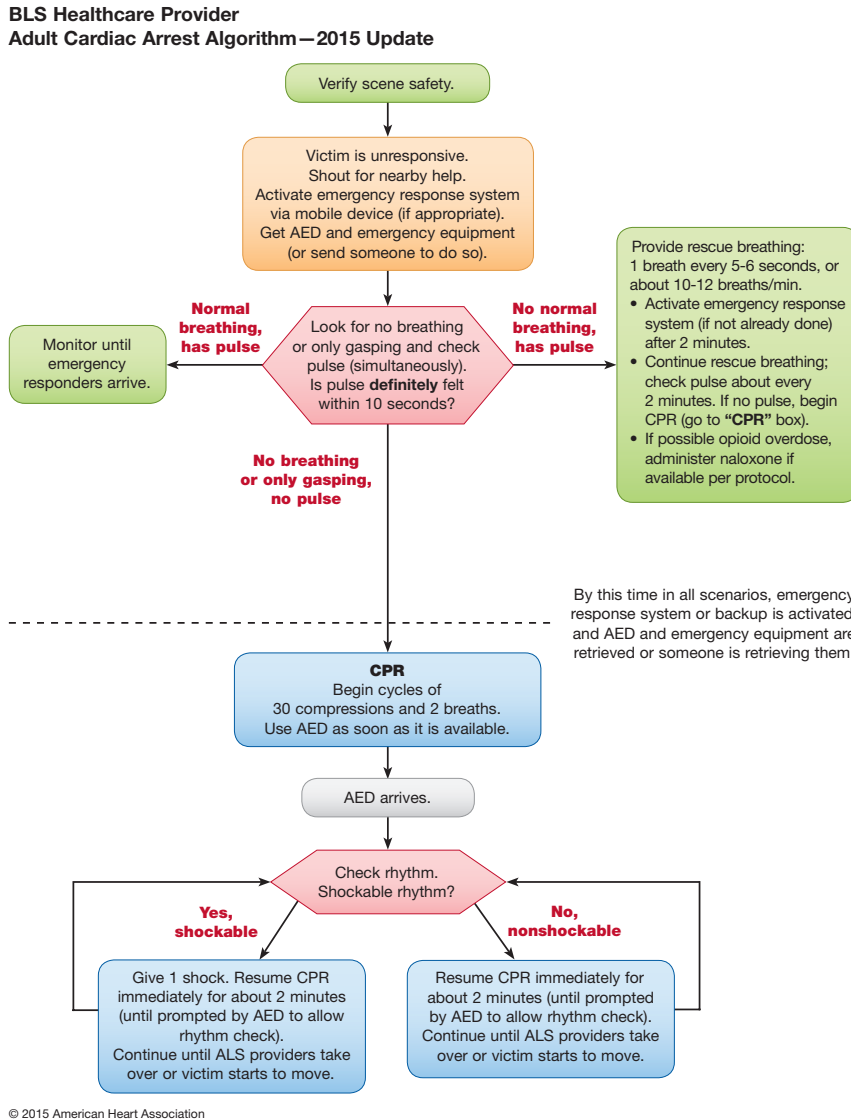 BLS Healthcare Provider
Adult Cardiac Arrest Algorithm—2015 Update
Verify scene safety.
Victim is unresponsive.
Shout for nearby help.
Activate emergency response system
via mobile device (if appropriate).
Get AED and emergency equipment
(or send someone to do so).
Normal
breathing,
has pulse
Look for no breathing
or only gasping and check
pulse (simultaneously).
Is pulse definitely felt
within 10 seconds?
No normal
breathing,
has pulse
Monitor until
emergency
responders arrive.
Provide rescue breathing:
1 breath every 5-6 seconds, or
about 10-12 breaths/min.
• Activate emergency response
system (if not already done)
after 2 minutes.
• Continue rescue breathing;
check pulse about every
2 minutes. If no pulse, begin
CPR (go to “CPR” box).
• If possible opioid overdose,
administer naloxone if
available per protocol.
No breathing
or only gasping,
no pulse
By this time in all scenarios, emergency
response system or backup is activated
and AED and emergency equipment are
retrieved or someone is retrieving them
CPR
Begin cycles of
30 compressions and 2 breaths.
Use AED as soon as it is available.
AED arrives.
Check rhythm.
Shockable rhythm?
Yes,
shockable
No,
nonshockable
Give 1 shock. Resume CPR
immediately for about 2 minutes
(until prompted by AED to allow
rhythm check).
Continue until ALS providers take
over or victim starts to move.
Resume CPR immediately for
about 2 minutes (until prompted
by AED to allow rhythm check).
Continue until ALS providers take
over or victim starts to move.
© 2015 American Heart Association